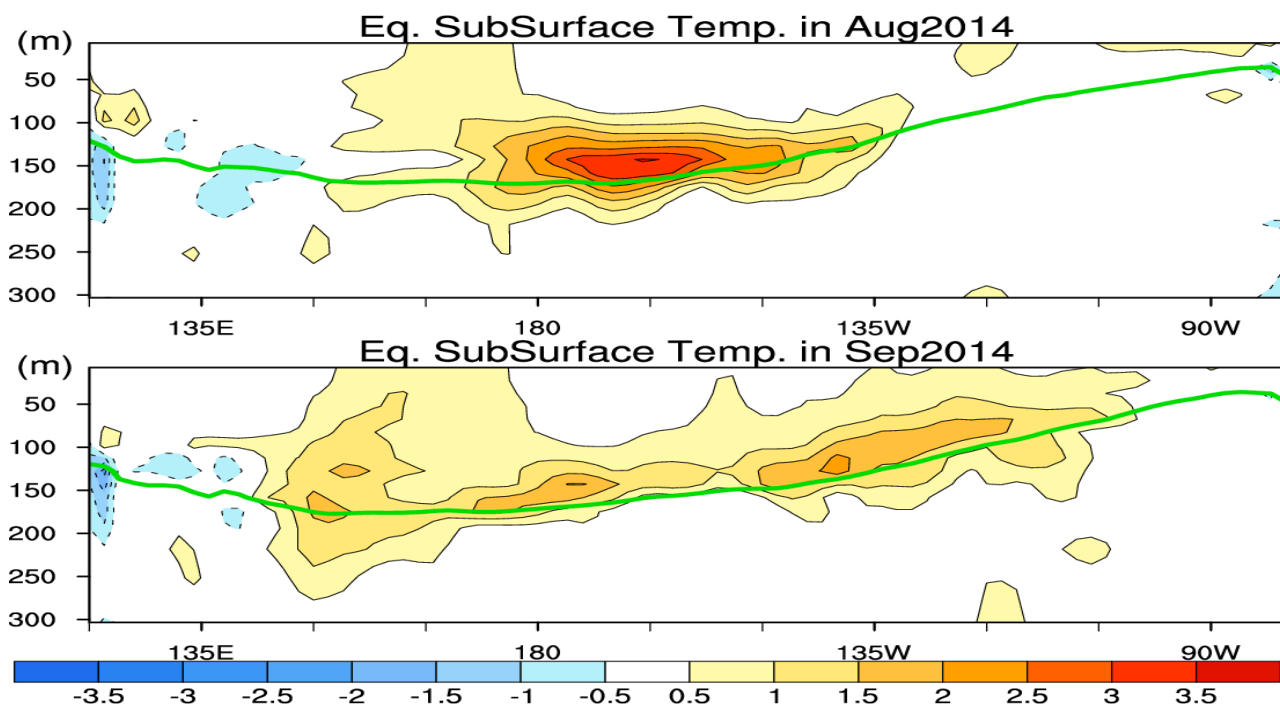 Eq. SubSurface Temp. in Aug2014
(m)
50
100
150
200
250
300
135E 180 135W 90W
Eq. SubSurface Temp. in Sep2014
(m)
50
100
150
200
250
300
135E 180 135W 90W
-3.5 -3 -2.5 -2 -1.5 -1 -0.5 0.5 1 1.5 2 2.5 3 3.5